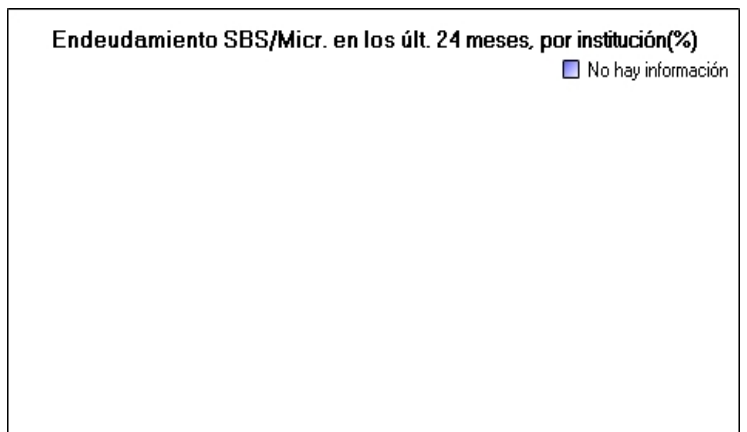 Endeudamiento SBS/Micr. en los últ. 24 meses, por institución(%)
No hay información